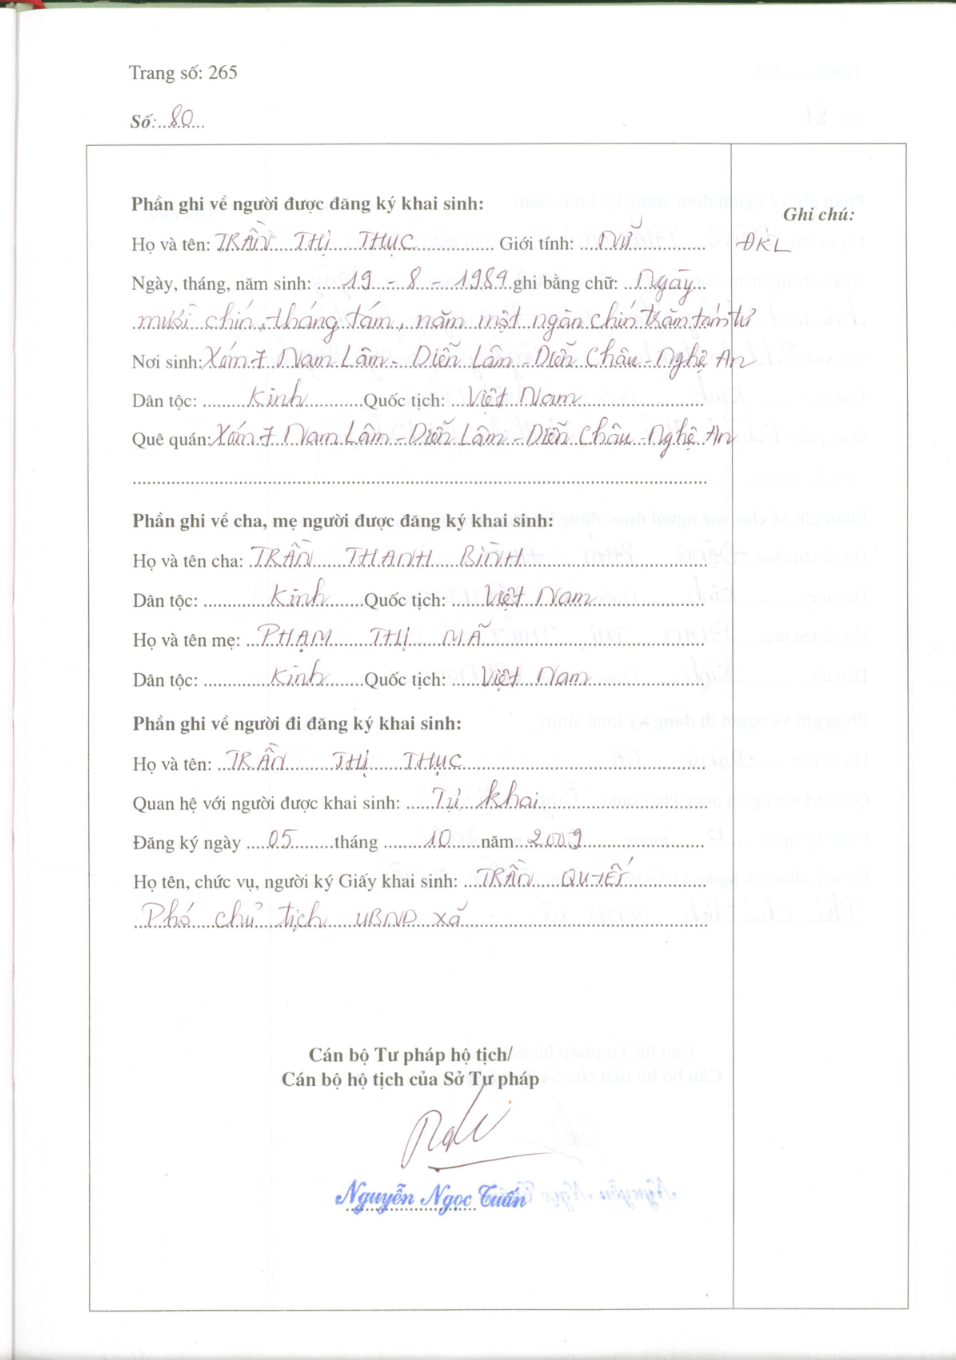 Trang số: 265
Số: 80
Phần ghi về người được đăng ký khai sinh:
Ghi chú:
Họ và tên: TRẦN THỊ THỤC Giới tính: NỮ
ĐKL
Ngày, tháng, năm sinh: 19 - 8 - 1984 ghi bằng chữ: Ngày
mười chín, tháng tám, năm một ngàn chín trăm tám tư
Nơi sinh: Xóm 7 Nam Lâm - Diễn Lâm - Diễn Châu - Nghệ An
Dân tộc: Kinh Quốc tịch: Việt Nam
Quê quán: Xóm 7 Nam Lâm - Diễn Lâm - Diễn Châu - Nghệ An
Phần ghi về cha, mẹ người được đăng ký khai sinh:
Họ và tên cha: TRẦN THANH BÌNH
Dân tộc: Kinh Quốc tịch: Việt Nam
Họ và tên mẹ: PHẠM THỊ MÃ
Dân tộc: Kinh Quốc tịch: Việt Nam
Phần ghi về người đi đăng ký khai sinh:
Họ và tên: TRẦN THỊ THỤC
Quan hệ với người được khai sinh: Tự khai
Đăng ký ngày 05 tháng 10 năm 2009
Họ tên, chức vụ, người ký Giấy khai sinh: TRẦN QUYẾT
Phó chủ tịch UBND xã
Cán bộ Tư pháp hộ tịch/
Cán bộ hộ tịch của Sở Tư pháp
Nguyễn Ngọc Tuấn